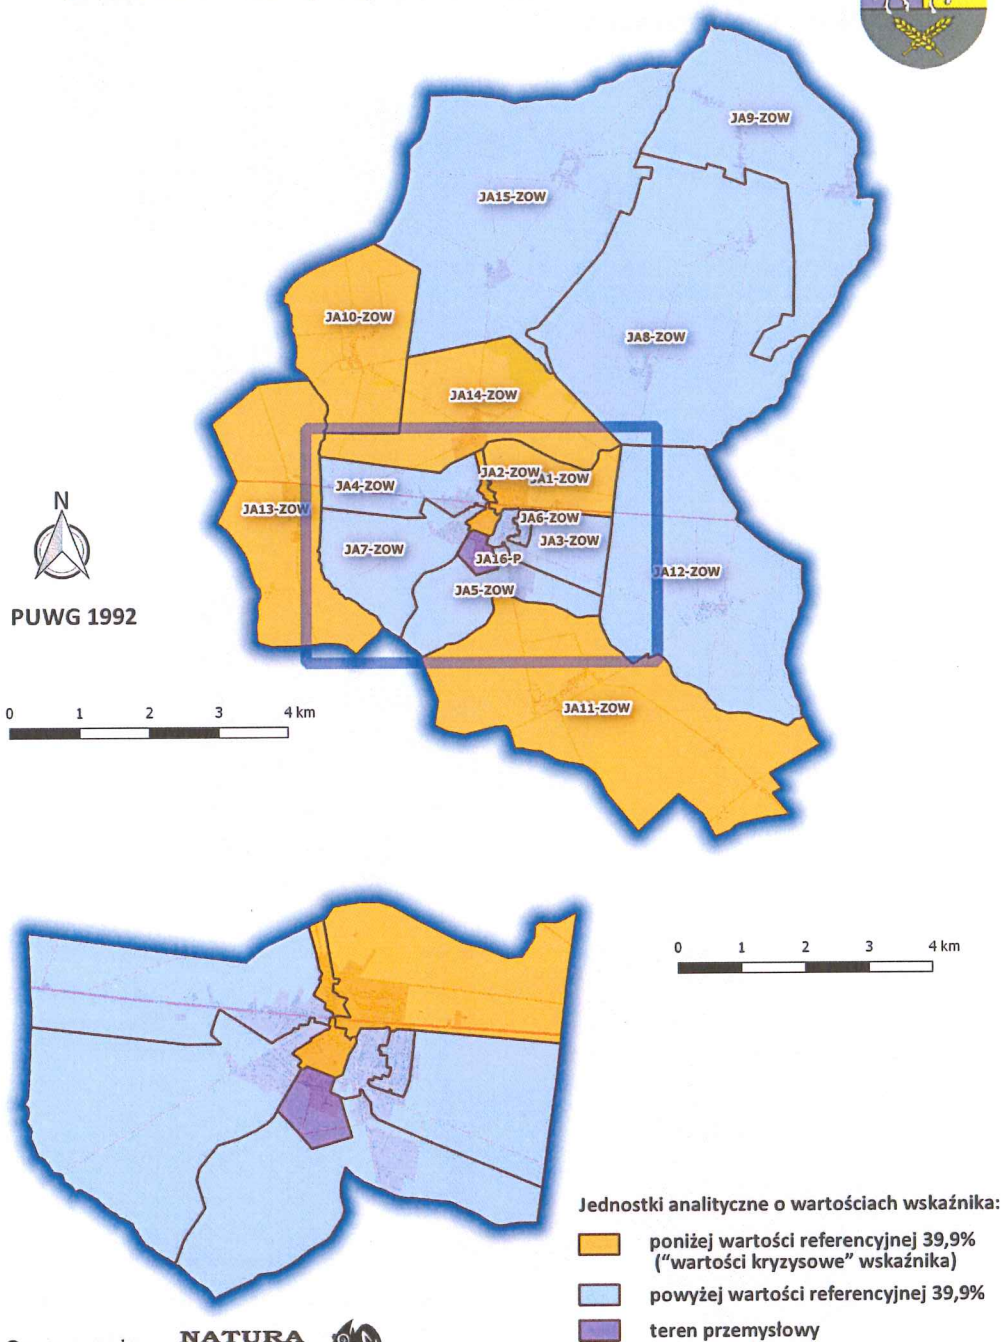 JA9-ZOW
JA15-ZOW
JA10-ZOW
JA8-ZOW
JA14-ZOW
JA2-ZOW
JA1-ZOW
JA4-ZOW
JA13-ZOW
JA6-ZOW
JA7-ZOW
JA3-ZOW
JA16-P
JA12-ZOW
JA5-ZOW
JA11-ZOW
N
PUWG 1992
0 1 2 3 4 km
0 1 2 3 4 km
Jednostki analityczne o wartościach wskaźnika:
poniżej wartości referencyjnej 39,9%
("wartości kryzysowe" wskaźnika)
powyżej wartości referencyjnej 39,9%
teren przemysłowy
NATURA